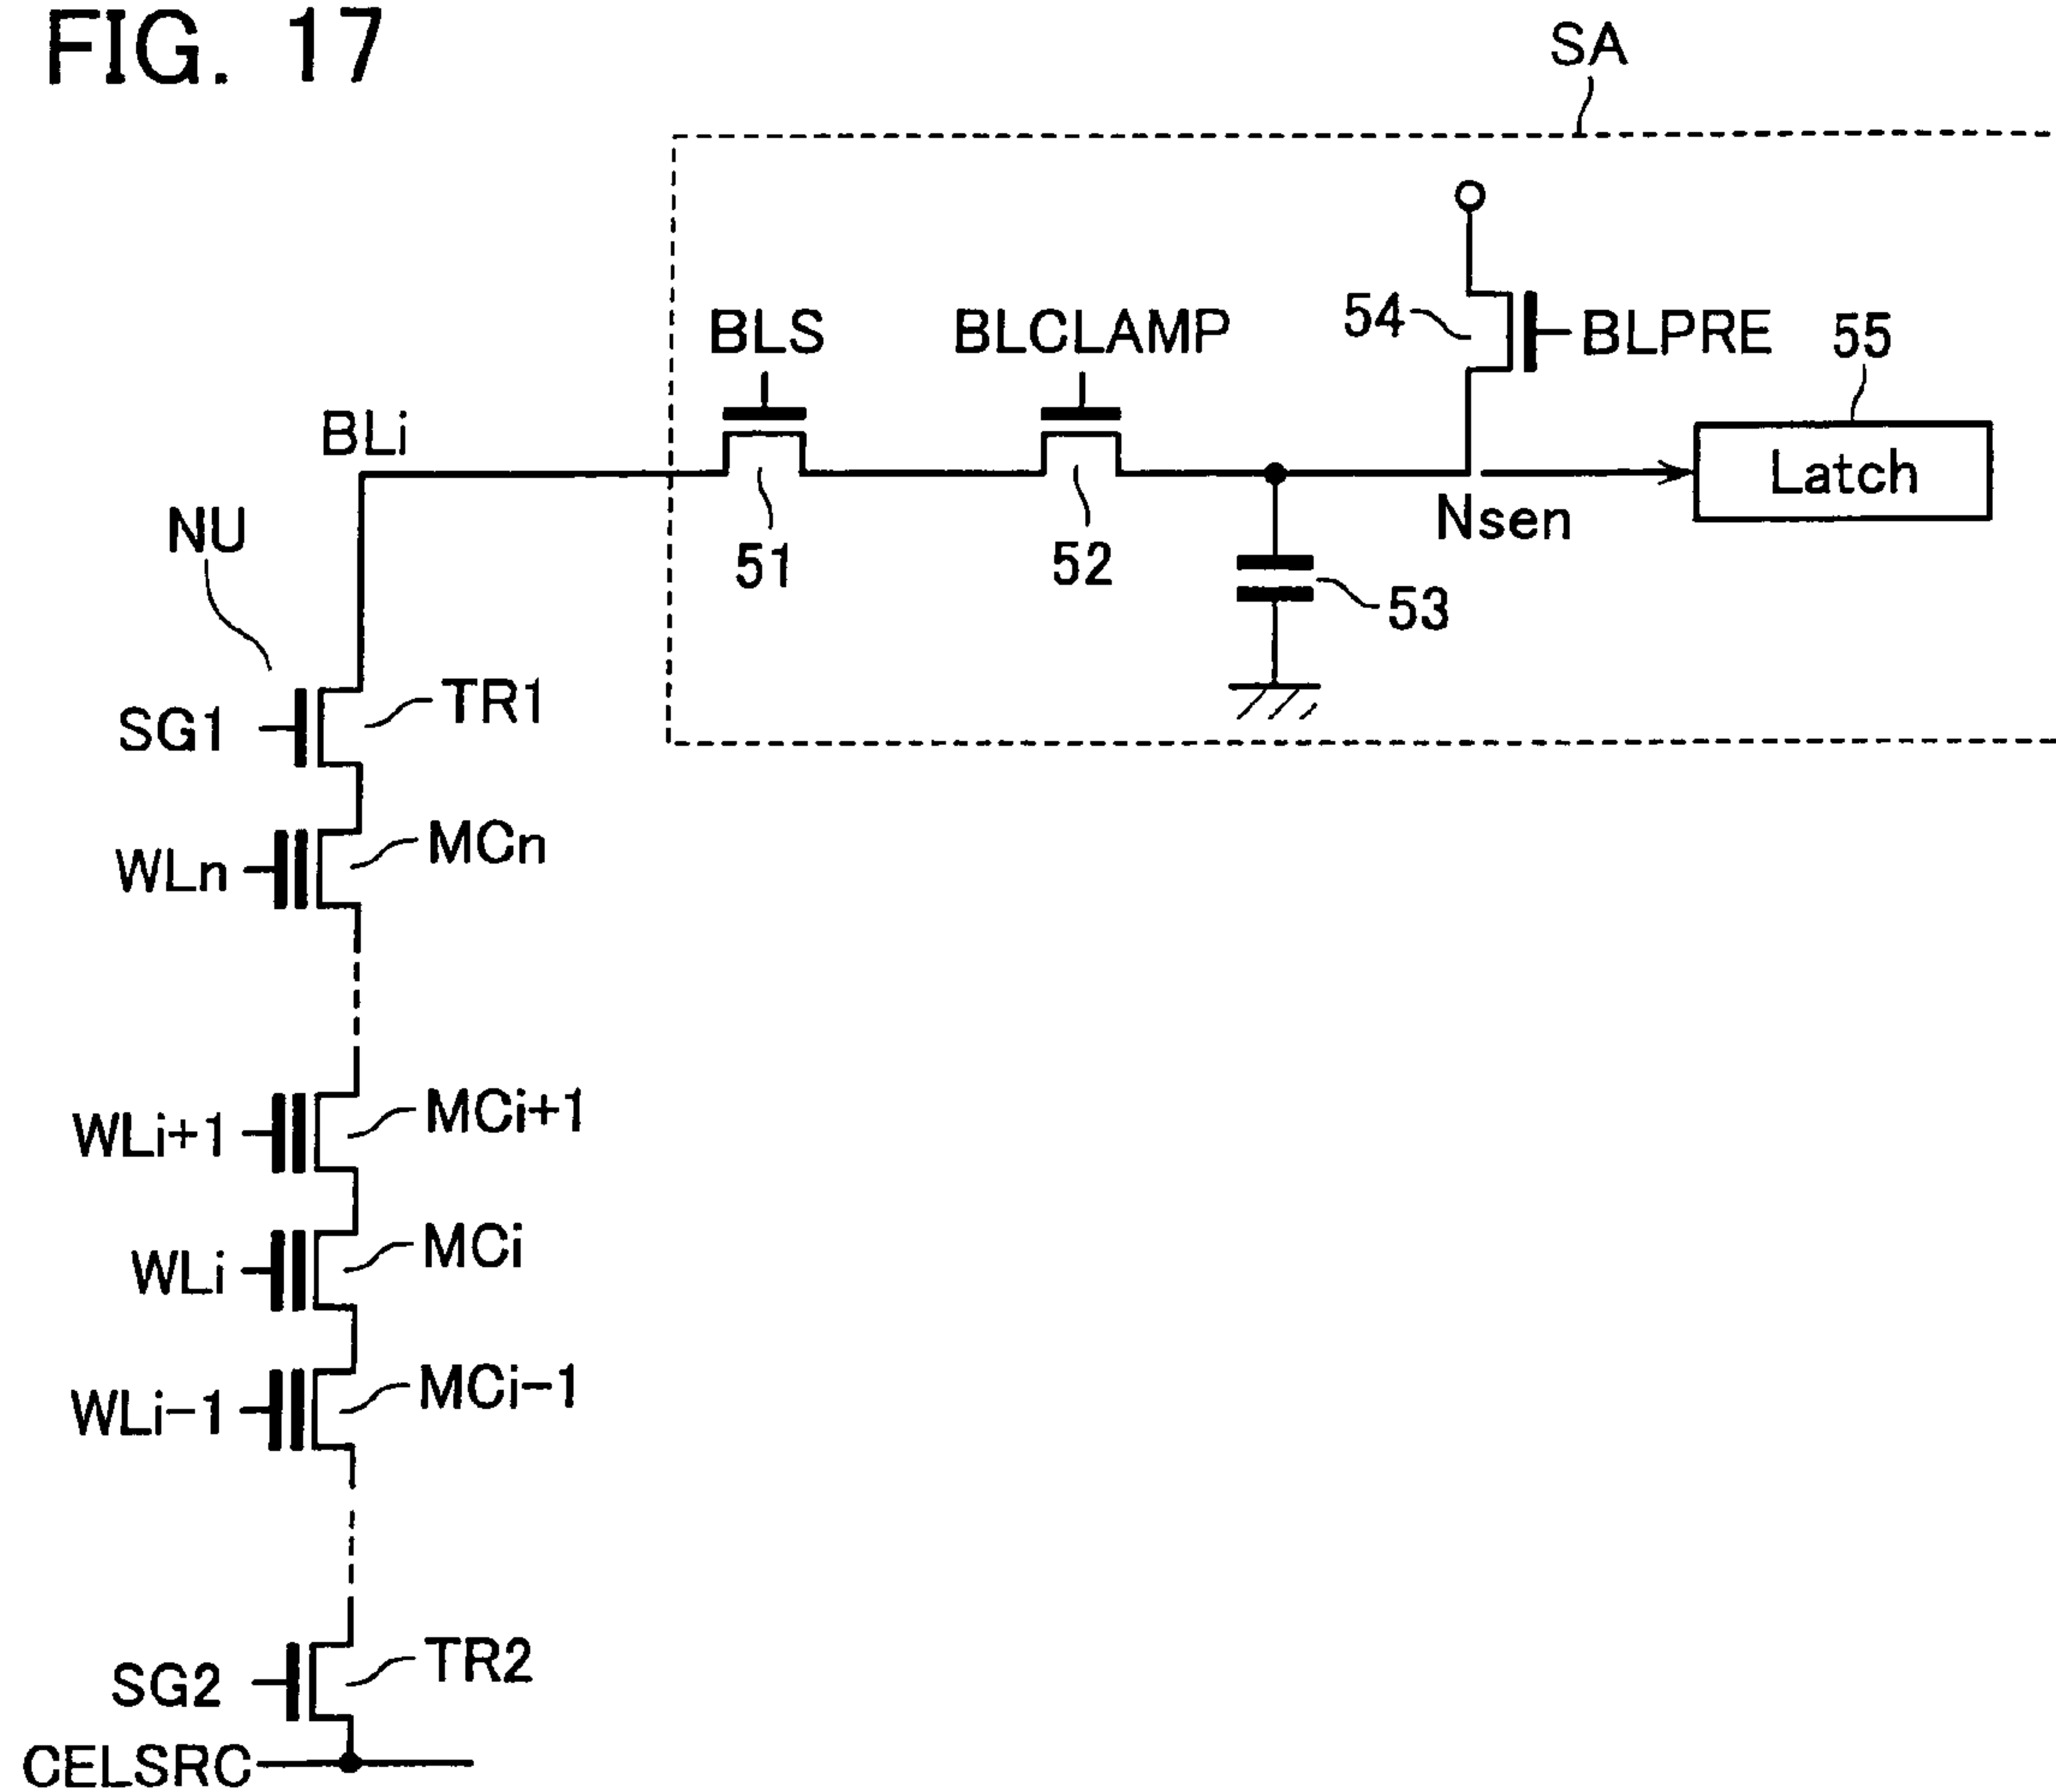 FIG. 17
SA
BLS
BLCLAMP
54
BLPRE
55
BLi
Latch
Nsen
NU
51
52
53
SG1
TR1
WLn
MCn
WLi+1
MCi+1
WLi
MCi
WLi-1
MCi-1
SG2
TR2
CELSRC